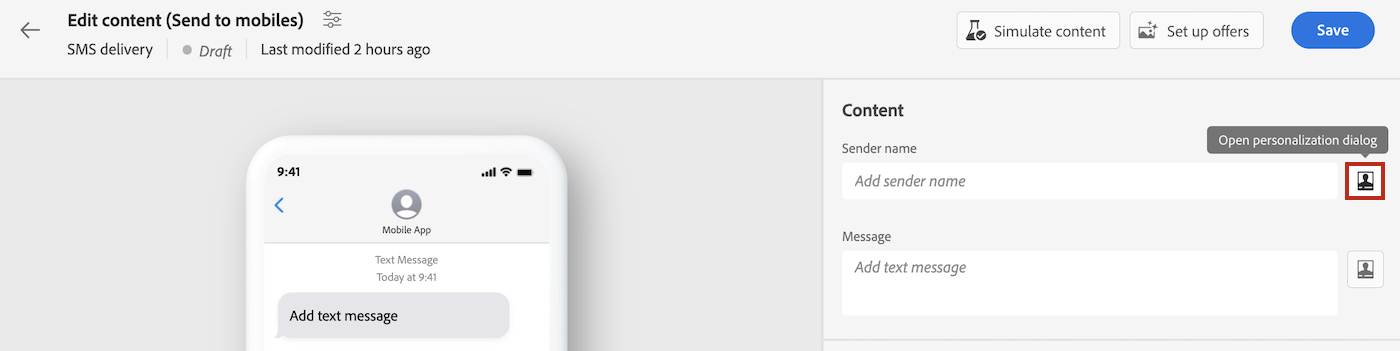 Edit content (Send to mobiles)
SMS delivery Draft Last modified 2 hours ago
Simulate content
Set up offers
Save
9:41
Mobile App
Text Message
Today at 9:41
Add text message
Content
Open personalization dialog
Sender name
Add sender name
Message
Add text message